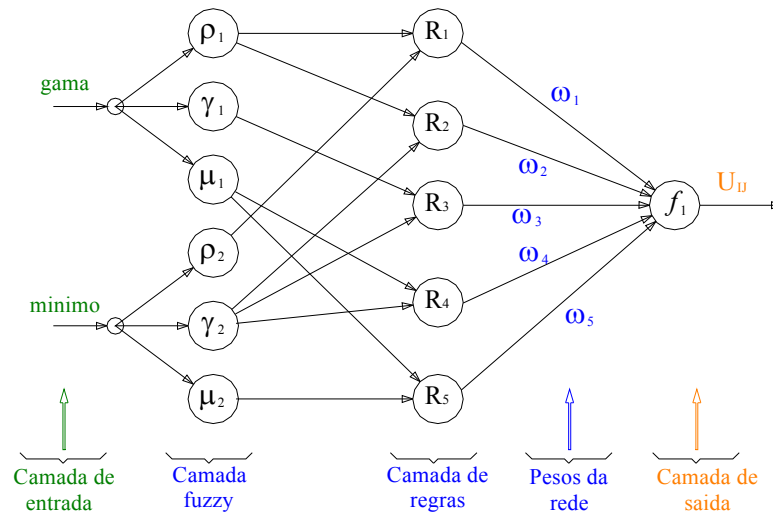 gama
minimo
ρ1
γ1
μ1
ρ2
γ2
μ2
R1
R2
R3
R4
R5
ω1
ω2
ω3
ω4
ω5
f1
UIJ
Camada de
entrada
Camada
fuzzy
Camada de
regras
Pesos da
rede
Camada de
saida